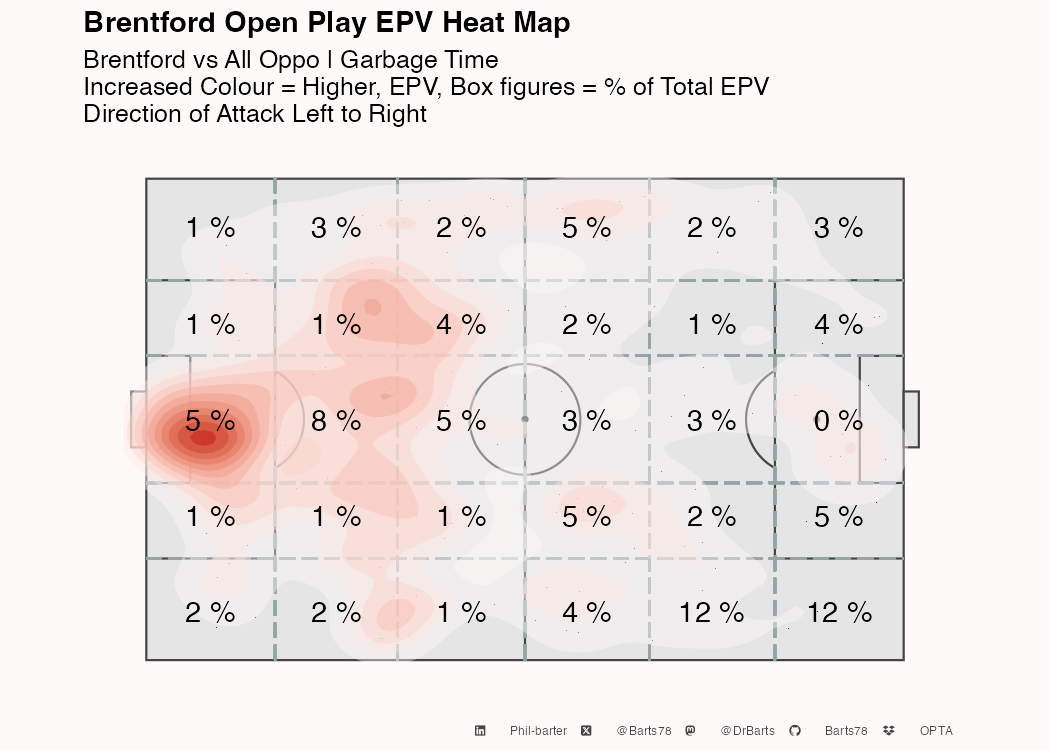 Brentford Open Play EPV Heat Map
Brentford vs All Oppo | Garbage Time
Increased Colour = Higher, EPV, Box figures = % of Total EPV
Direction of Attack Left to Right
1 % 3 % 2 % 5 % 2 % 3 %
1 % 1 % 4 % 2 % 1 % 4 %
5 % 8 % 5 % 3 % 3 % 0 %
1 % 1 % 1 % 5 % 2 % 5 %
2 % 2 % 1 % 4 % 12 % 12 %
Phil-barter @Barts78 @DrBarts Barts78 OPTA